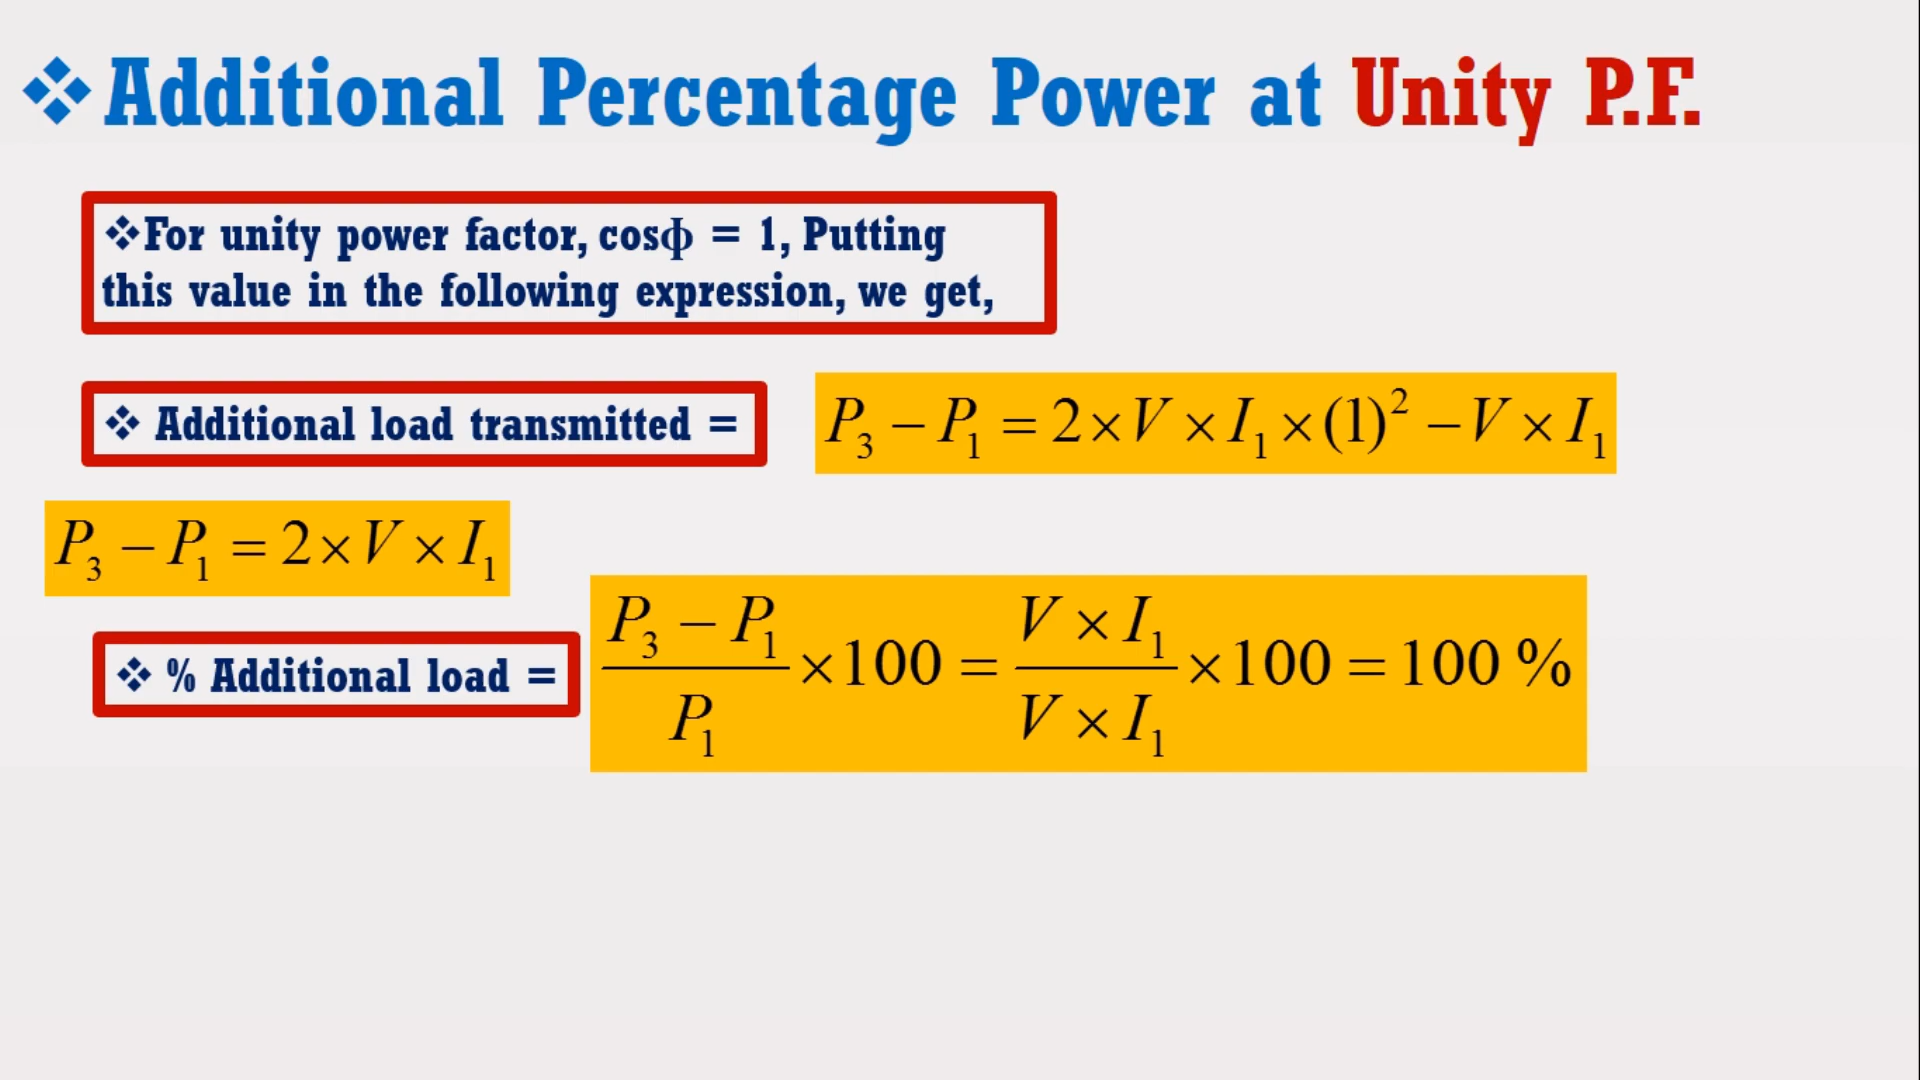 ❖Additional Percentage Power at Unity P.F.
❖For unity power factor, cosϕ = 1, Putting
this value in the following expression, we get,
❖ Additional load transmitted =
P₃ − P₁ = 2 × V × I₁ × (1)² − V × I₁
P₃ − P₁ = 2 × V × I₁
❖ % Additional load =
(P₃ − P₁)/P₁ × 100 = (V × I₁)/(V × I₁) × 100 = 100 %